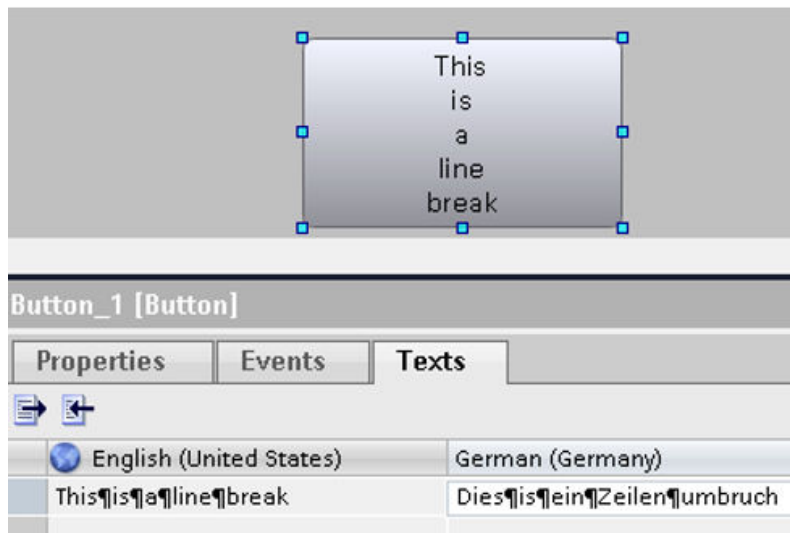 This
is
a
line
break
Button_1 [Button]
Properties Events Texts
English (United States) German (Germany)
This¶is¶a¶line¶break Dies¶is¶ein¶Zeilen¶umbruch